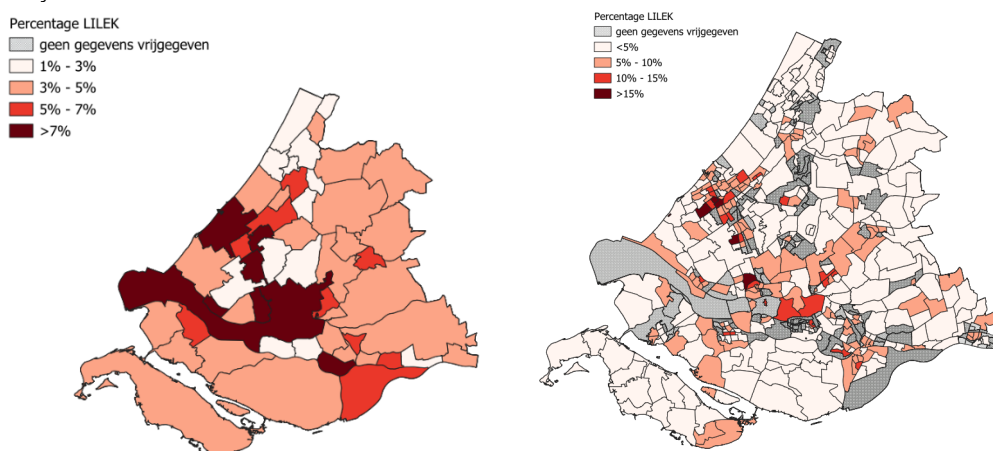 Percentage LILEK
geen gegevens vrijgegeven
1% - 3%
3% - 5%
5% - 7%
>7%
Percentage LILEK
geen gegevens vrijgegeven
<5%
5% - 10%
10% - 15%
>15%